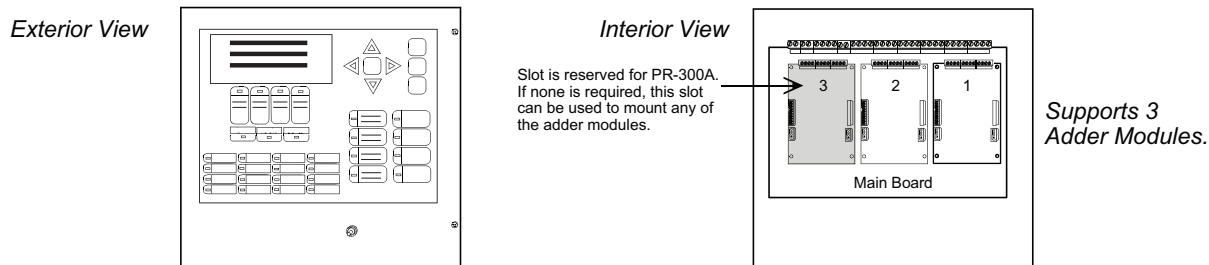 Exterior View
Interior View
Slot is reserved for PR-300A.
If none is required, this slot
can be used to mount any of
the adder modules.
3
2
1
Main Board
Supports 3
Adder Modules.